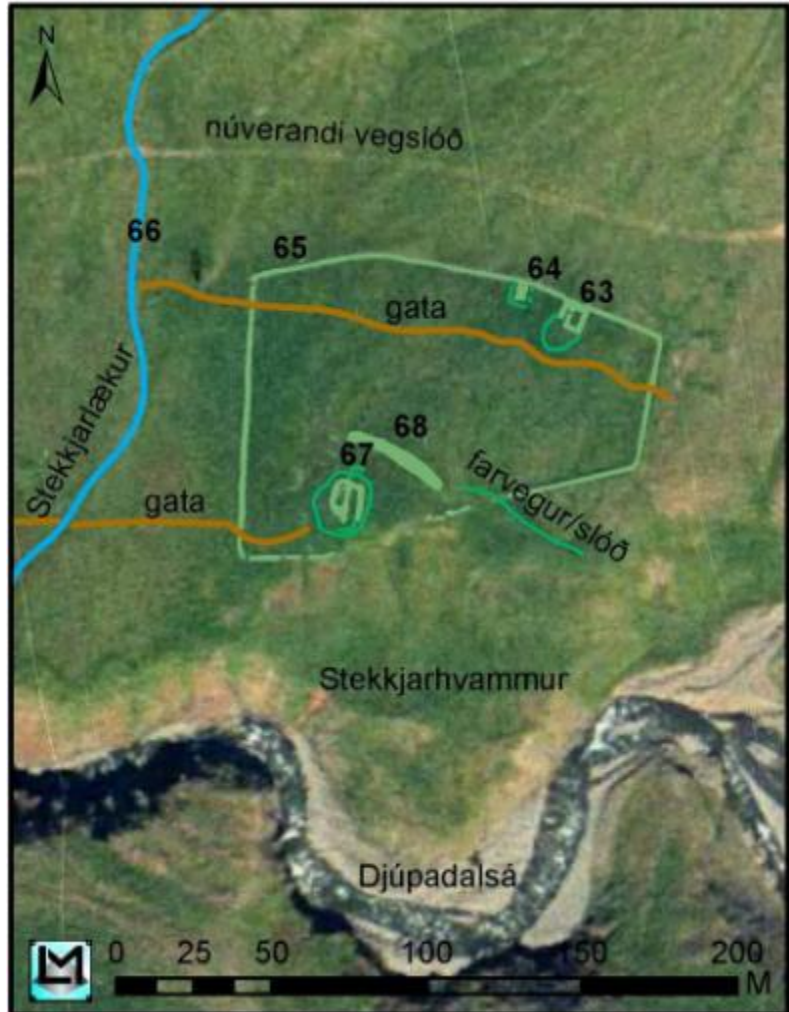 N
núverandi vegslóð
66
65
64
63
gata
Stekkjarlækur
68
67
farvegur/slóð
gata
Stekkjarhvammur
Djúpadalsá
0 25 50 100 150 200
M